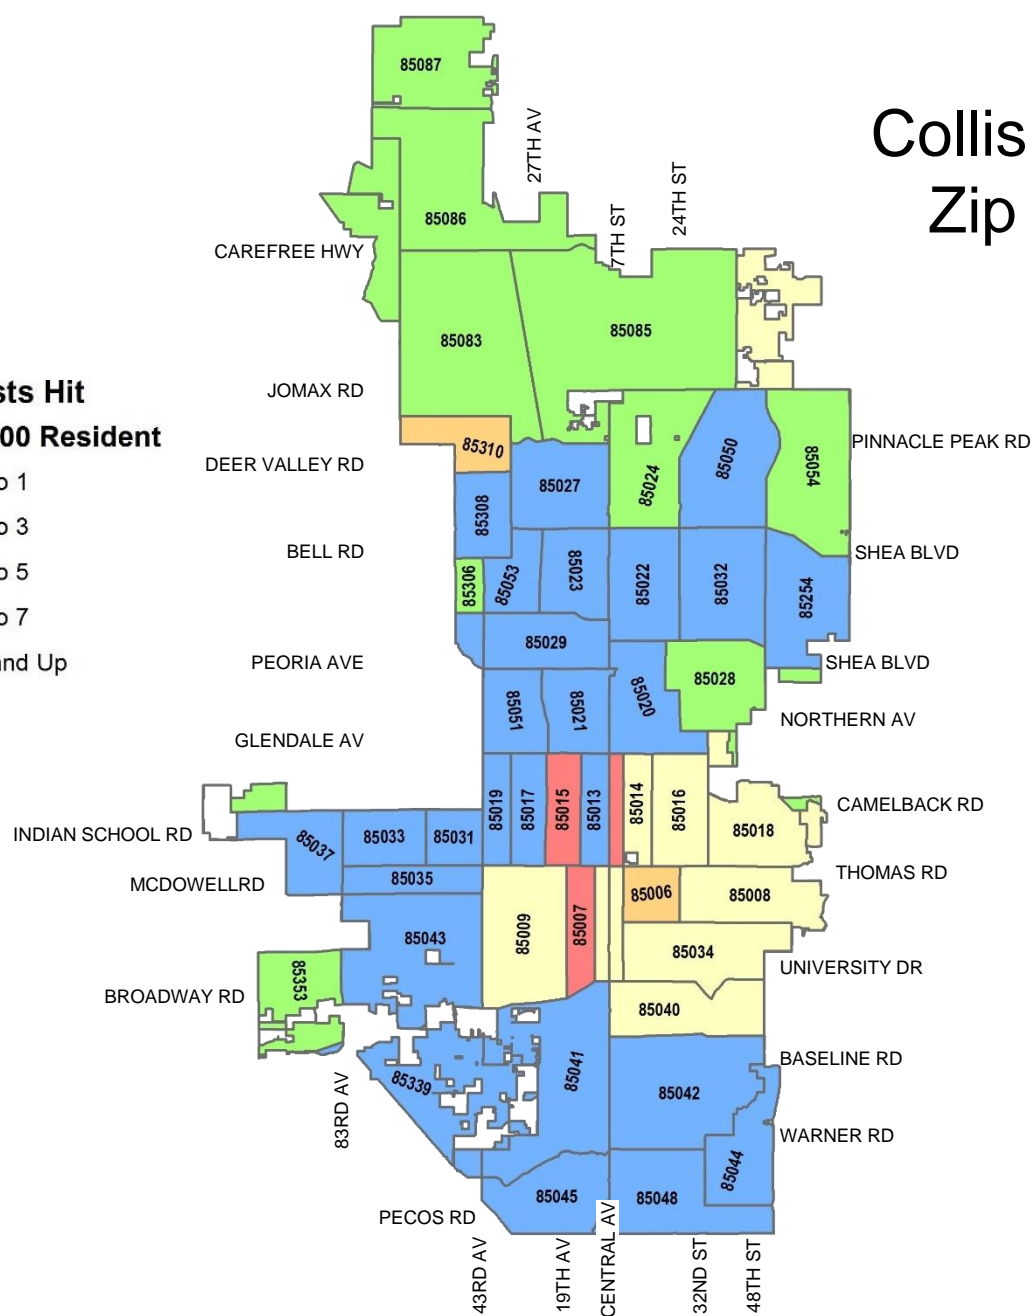 Collis
Zip
sts Hit
00 Resident
o 1
o 3
o 5
o 7
nd Up
27TH AV
7TH ST
24TH ST
CAREFREE HWY
JOMAX RD
DEER VALLEY RD
BELL RD
PEORIA AVE
GLENDALE AV
INDIAN SCHOOL RD
MCDOWELLRD
BROADWAY RD
PECOS RD
PINNACLE PEAK RD
SHEA BLVD
SHEA BLVD
NORTHERN AV
CAMELBACK RD
THOMAS RD
UNIVERSITY DR
BASELINE RD
WARNER RD
83RD AV
43RD AV
19TH AV
CENTRAL AV
32ND ST
48TH ST
85087
85086
85083
85085
85310
85027
85024
85050
85054
85308
85306
85053
85023
85022
85032
85254
85029
85051
85021
85020
85028
85019
85017
85015
85013
85014
85016
85018
85037
85033
85031
85035
85009
85007
85006
85008
85043
85034
85353
85040
85339
85041
85042
85044
85045
85048